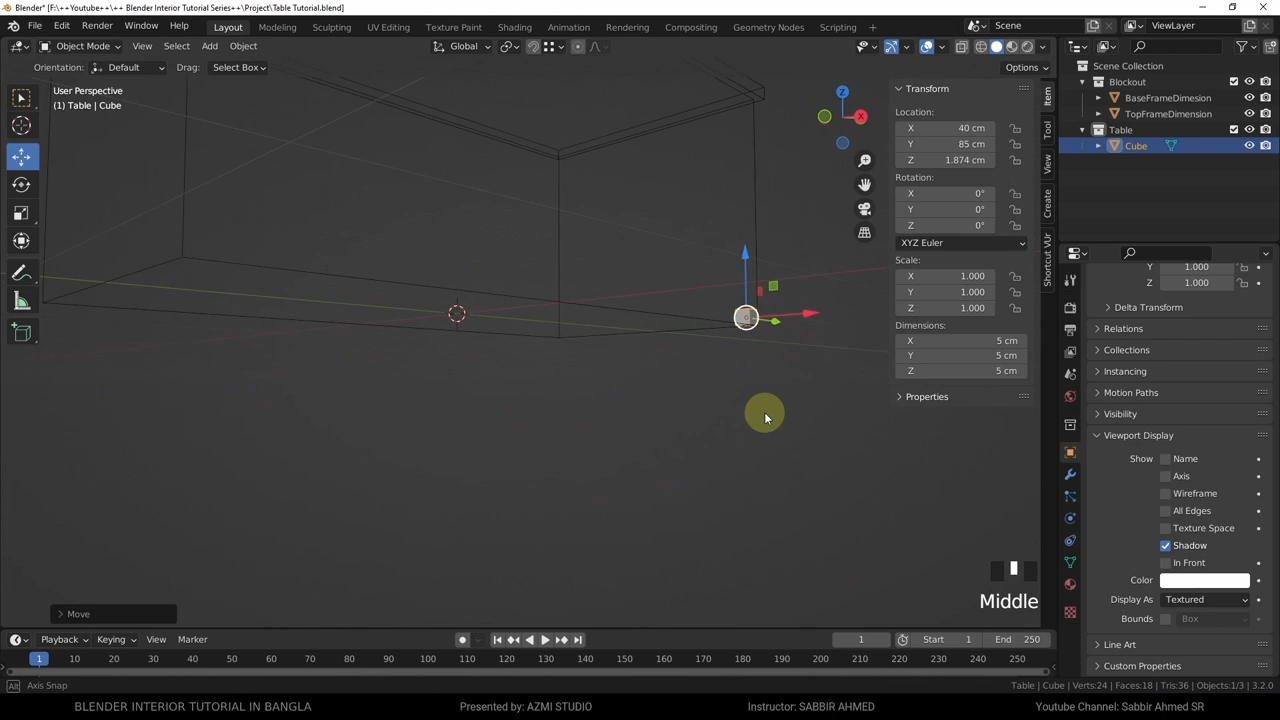 Blender* [F:\++Youtube++\++ Blender Interior Tutorial Series++\Project\Table Tutorial.blend]
File Edit Render Window Help Layout Modeling Sculpting UV Editing Texture Paint Shading Animation Rendering Compositing Geometry Nodes Scripting Scene ViewLayer
Object Mode View Select Add Object Global
Orientation: Default Drag: Select Box Options
User Perspective
(1) Table | Cube
Z
X
Transform
Location:
X 40 cm
Y 85 cm
Z 1.874 cm
Rotation:
X 0°
Y 0°
Z 0°
XYZ Euler
Scale:
X 1.000
Y 1.000
Z 1.000
Dimensions:
X 5 cm
Y 5 cm
Z 5 cm
Properties
Item
Tool
View
Create
Shortcut VUr
Scene Collection
Blockout
BaseFrameDimesion
TopFrameDimension
Table
Cube
Y 1.000
Z 1.000
Delta Transform
Relations
Collections
Instancing
Motion Paths
Visibility
Viewport Display
Show Name
Axis
Wireframe
All Edges
Texture Space
Shadow
In Front
Color
Display As Textured
Bounds Box
Line Art
Custom Properties
Middle
Move
Playback Keying View Marker 1 Start 1 End 250
1 10 20 30 40 50 60 70 80 90 100 110 120 130 140 150 160 170 180 190 200 210 220 230 240 250
Alt Axis Snap Table | Cube | Verts:24 | Faces:18 | Tris:36 | Objects:1/3 | 3.2.0
BLENDER INTERIOR TUTORIAL IN BANGLA Presented by: AZMI STUDIO Instructor: SABBIR AHMED Youtube Channel: Sabbir Ahmed SR